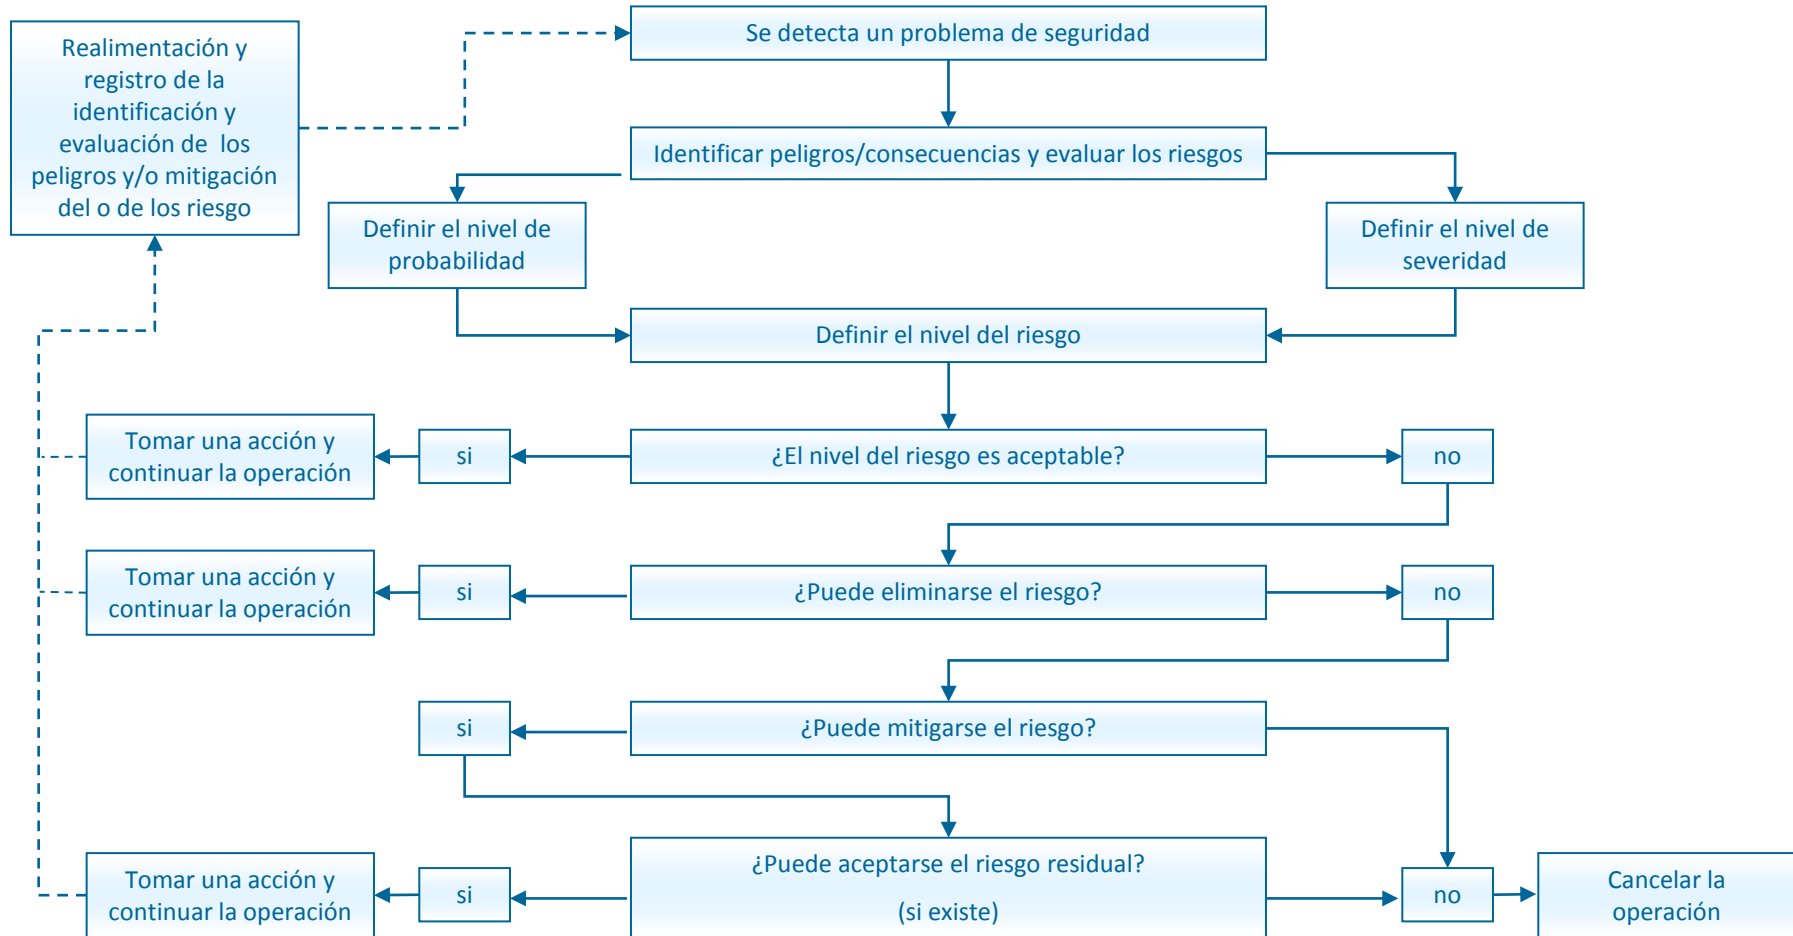 Realimentación y
registro de la
identificación y
evaluación de los
peligros y/o mitigación
del o de los riesgo
Se detecta un problema de seguridad
Identificar peligros/consecuencias y evaluar los riesgos
Definir el nivel de
probabilidad
Definir el nivel de
severidad
Definir el nivel del riesgo
Tomar una acción y
continuar la operación
si
¿El nivel del riesgo es aceptable?
no
Tomar una acción y
continuar la operación
si
¿Puede eliminarse el riesgo?
no
si
¿Puede mitigarse el riesgo?
Tomar una acción y
continuar la operación
si
¿Puede aceptarse el riesgo residual?
(si existe)
no
Cancelar la
operación